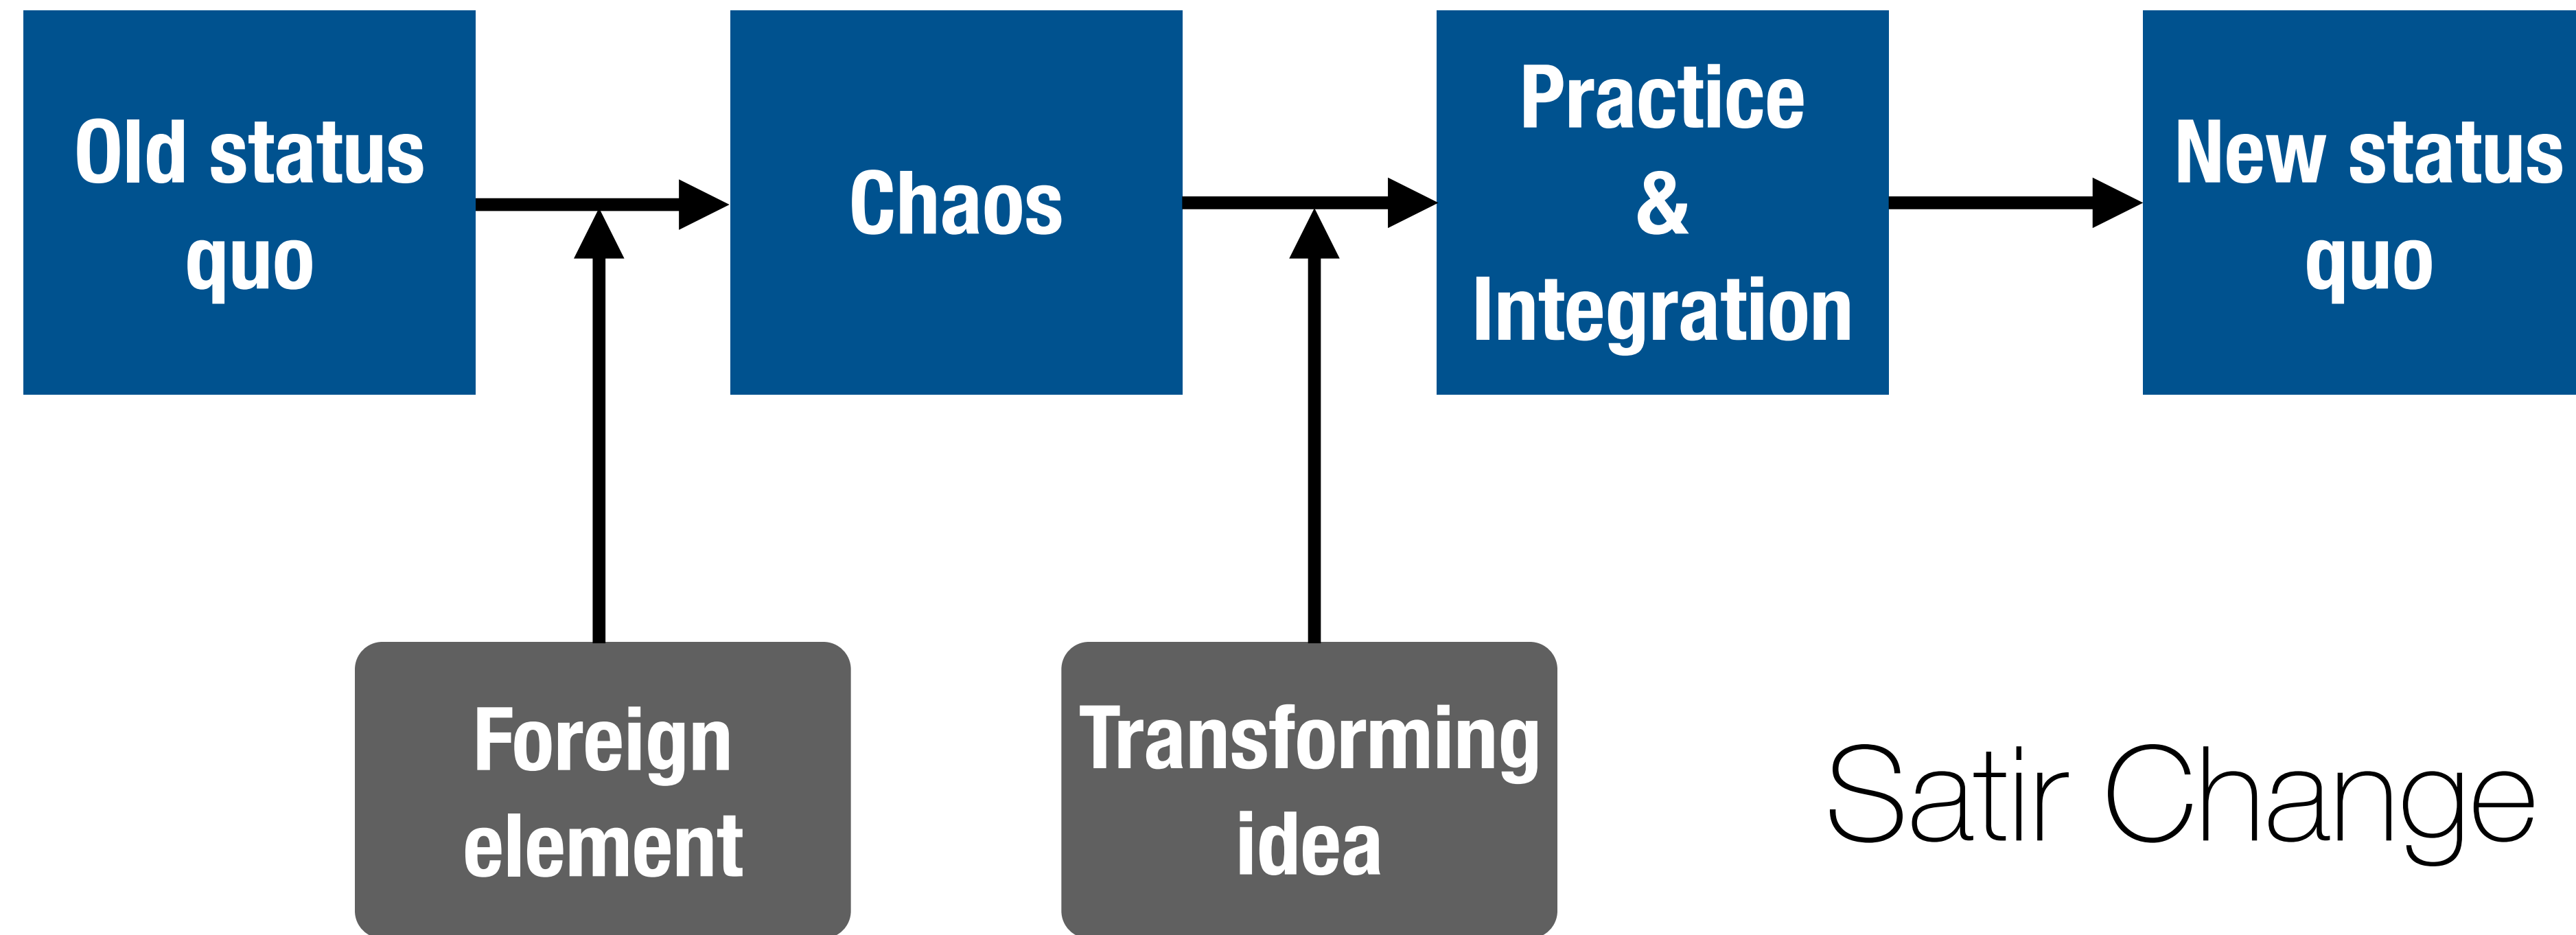 Old status
quo
Chaos
Practice
&
Integration
New status
quo
Foreign
element
Transforming
idea
Satir Change